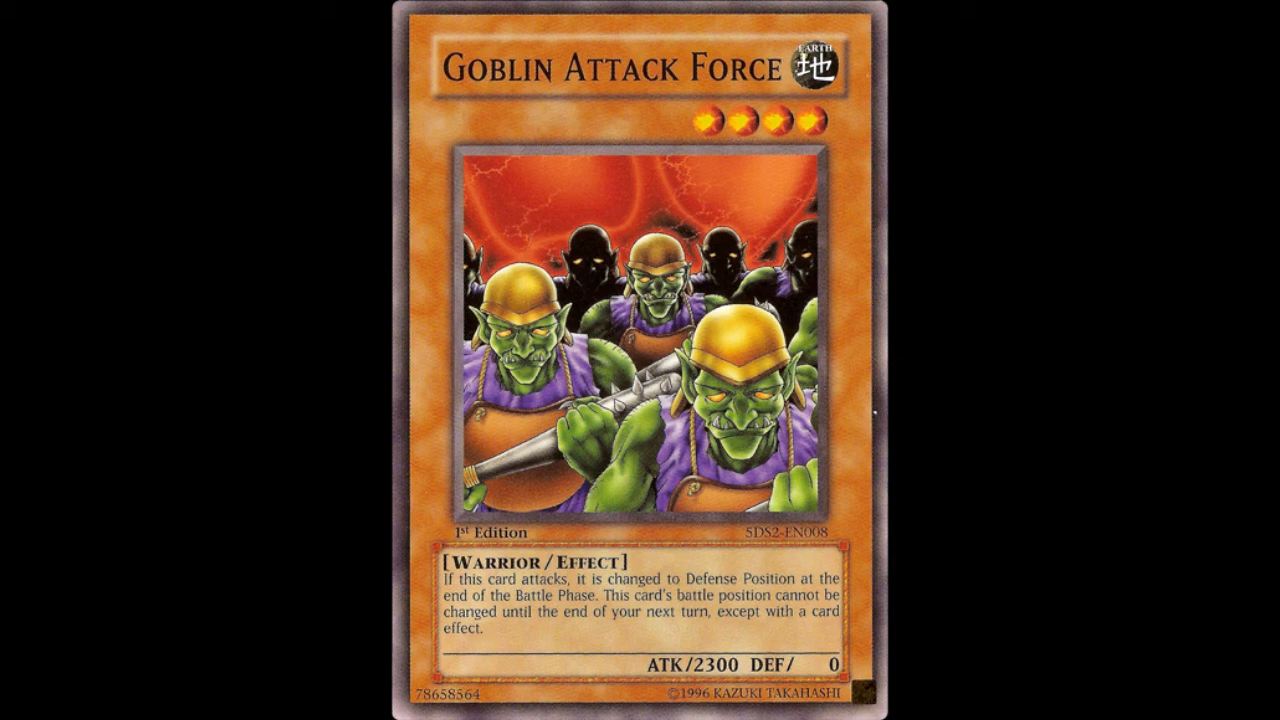 GOBLIN ATTACK FORCE
EARTH
地
1st Edition
5DS2-EN008
[WARRIOR/EFFECT]
If this card attacks, it is changed to Defense Position at the
end of the Battle Phase. This card's battle position cannot be
changed until the end of your next turn, except with a card
effect.
ATK/2300 DEF/ 0
78658564
©1996 KAZUKI TAKAHASHI